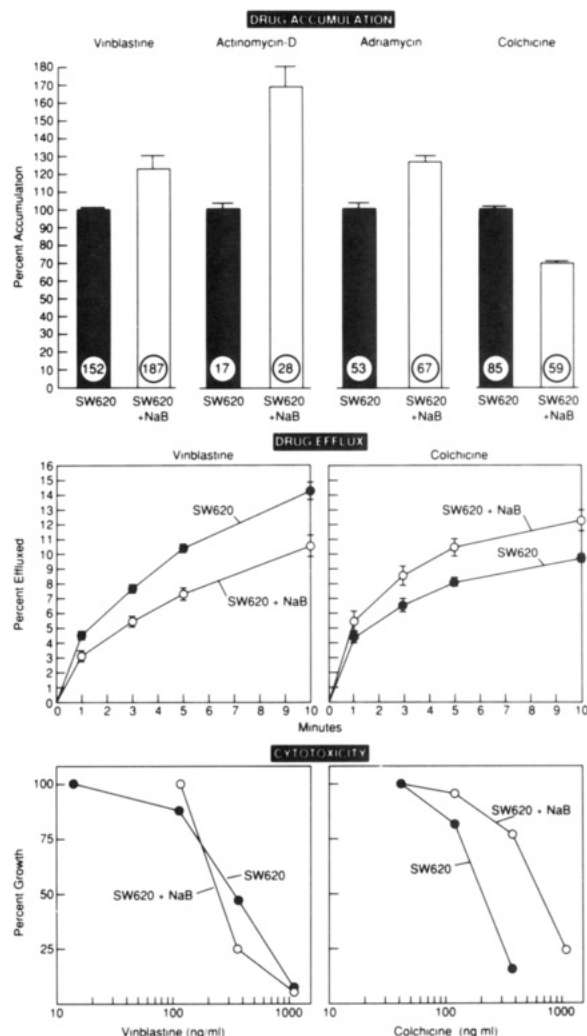 DRUG ACCUMULATION
Vinblastine Actinomycin-D Adriamycin Colchicine
Percent Accumulation
180
170
160
150
140
130
120
110
100
90
80
70
60
50
40
30
20
10
0
152 187 17 28 53 67 85 59
SW620 SW620 +NaB SW620 SW620 +NaB SW620 SW620 +NaB SW620 SW620 +NaB
DRUG EFFLUX
Vinblastine Colchicine
Percent Effluxed
16
15
14
13
12
11
10
9
8
7
6
5
4
3
2
1
0
SW620
SW620 + NaB
SW620 + NaB
SW620
0 1 2 3 4 5 6 7 8 9 10 0 1 2 3 4 5 6 7 8 9 10
Minutes
CYTOTOXICITY
Percent Growth
100
75
50
25
SW620 + NaB
SW620
SW620 + NaB
SW620
10 100 1000 10 100 1000
Vinblastine (ng/ml) Colchicine (ng ml)